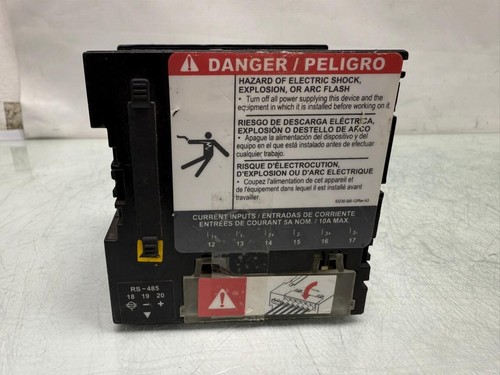 DANGER / PELIGRO
HAZARD OF ELECTRIC SHOCK,
EXPLOSION, OR ARC FLASH
• Turn off all power supplying this device and the
equipment in which it is installed before working on it.
RIESGO DE DESCARGA ELÉCTRICA,
EXPLOSIÓN O DESTELLO DE ARCO
• Apague la alimentación del dispositivo y del
equipo en el que está instalado antes de efectuar
cualquier trabajo.
RISQUE D'ÉLECTROCUTION,
D'EXPLOSION OU D'ARC ELECTRIQUE
• Coupez l'alimentation de cet appareil et
de l'équipement dans lequel il est installé avant
travailler.
CURRENT INPUTS / ENTRADAS DE CORRIENTE
ENTRÉES DE COURANT 5A NOM. / 10A MAX.
12 13 14 15 16 17
RS-485
18 19 20
− +